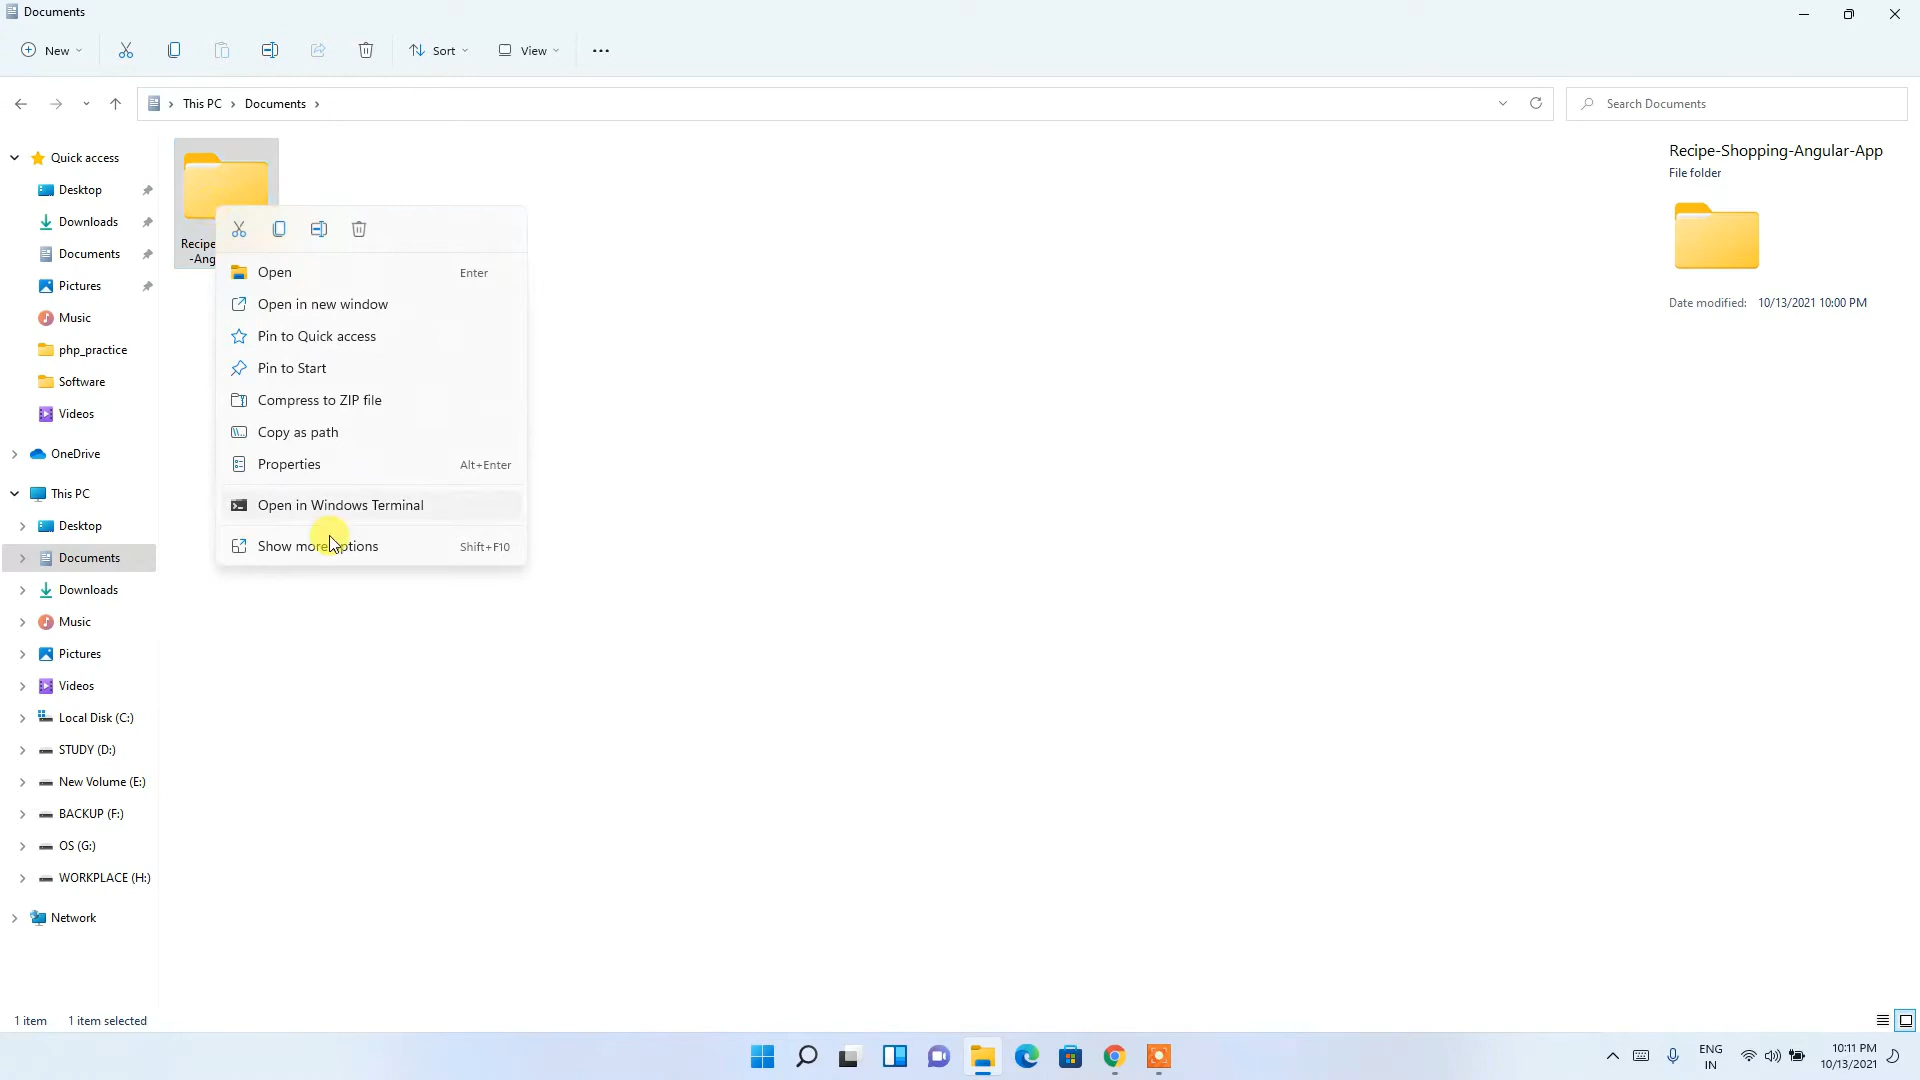 Documents
New
Sort
View
This PC
Documents
Search Documents
Quick access
Desktop
Downloads
Documents
Pictures
Music
php_practice
Software
Videos
OneDrive
This PC
Desktop
Documents
Downloads
Music
Pictures
Videos
Local Disk (C:)
STUDY (D:)
New Volume (E:)
BACKUP (F:)
OS (G:)
WORKPLACE (H:)
Network
Recipe
-Ang
Open Enter
Open in new window
Pin to Quick access
Pin to Start
Compress to ZIP file
Copy as path
Properties Alt+Enter
Open in Windows Terminal
Show more options Shift+F10
Recipe-Shopping-Angular-App
File folder
Date modified: 10/13/2021 10:00 PM
1 item 1 item selected
ENG
IN
10:11 PM
10/13/2021